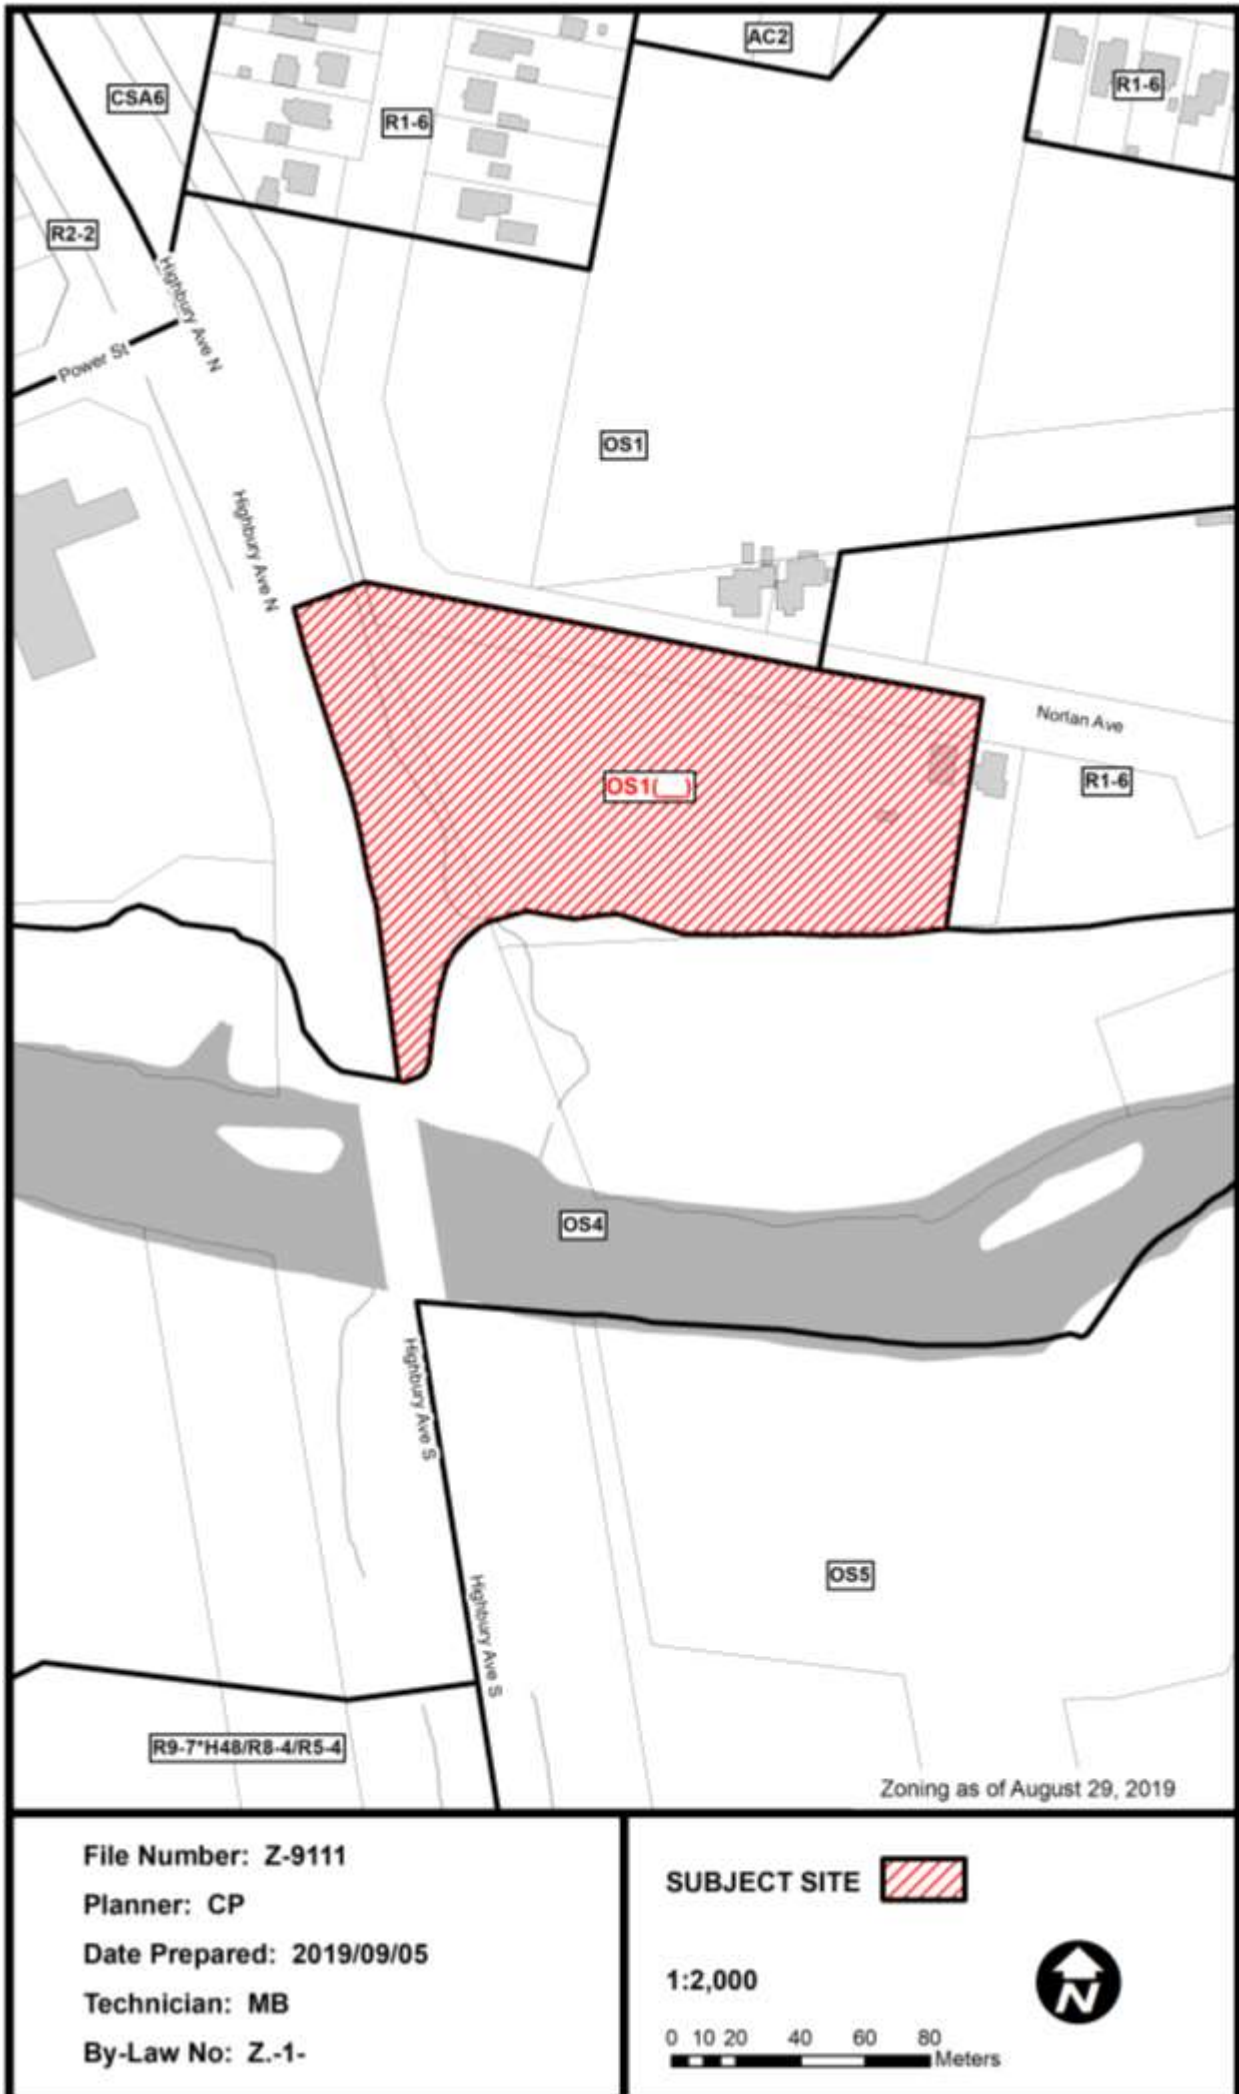 AC2
R1-6
CSA6
R1-6
R2-2
Highbury Ave N
Power St
OS1
Highbury Ave N
Norlan Ave
OS1(__)
R1-6
OS4
Highbury Ave S
OS5
Highbury Ave S
R9-7*H48/R8-4/R5-4
Zoning as of August 29, 2019
File Number: Z-9111
Planner: CP
Date Prepared: 2019/09/05
Technician: MB
By-Law No: Z.-1-
SUBJECT SITE
1:2,000
N
0 10 20 40 60 80
Meters